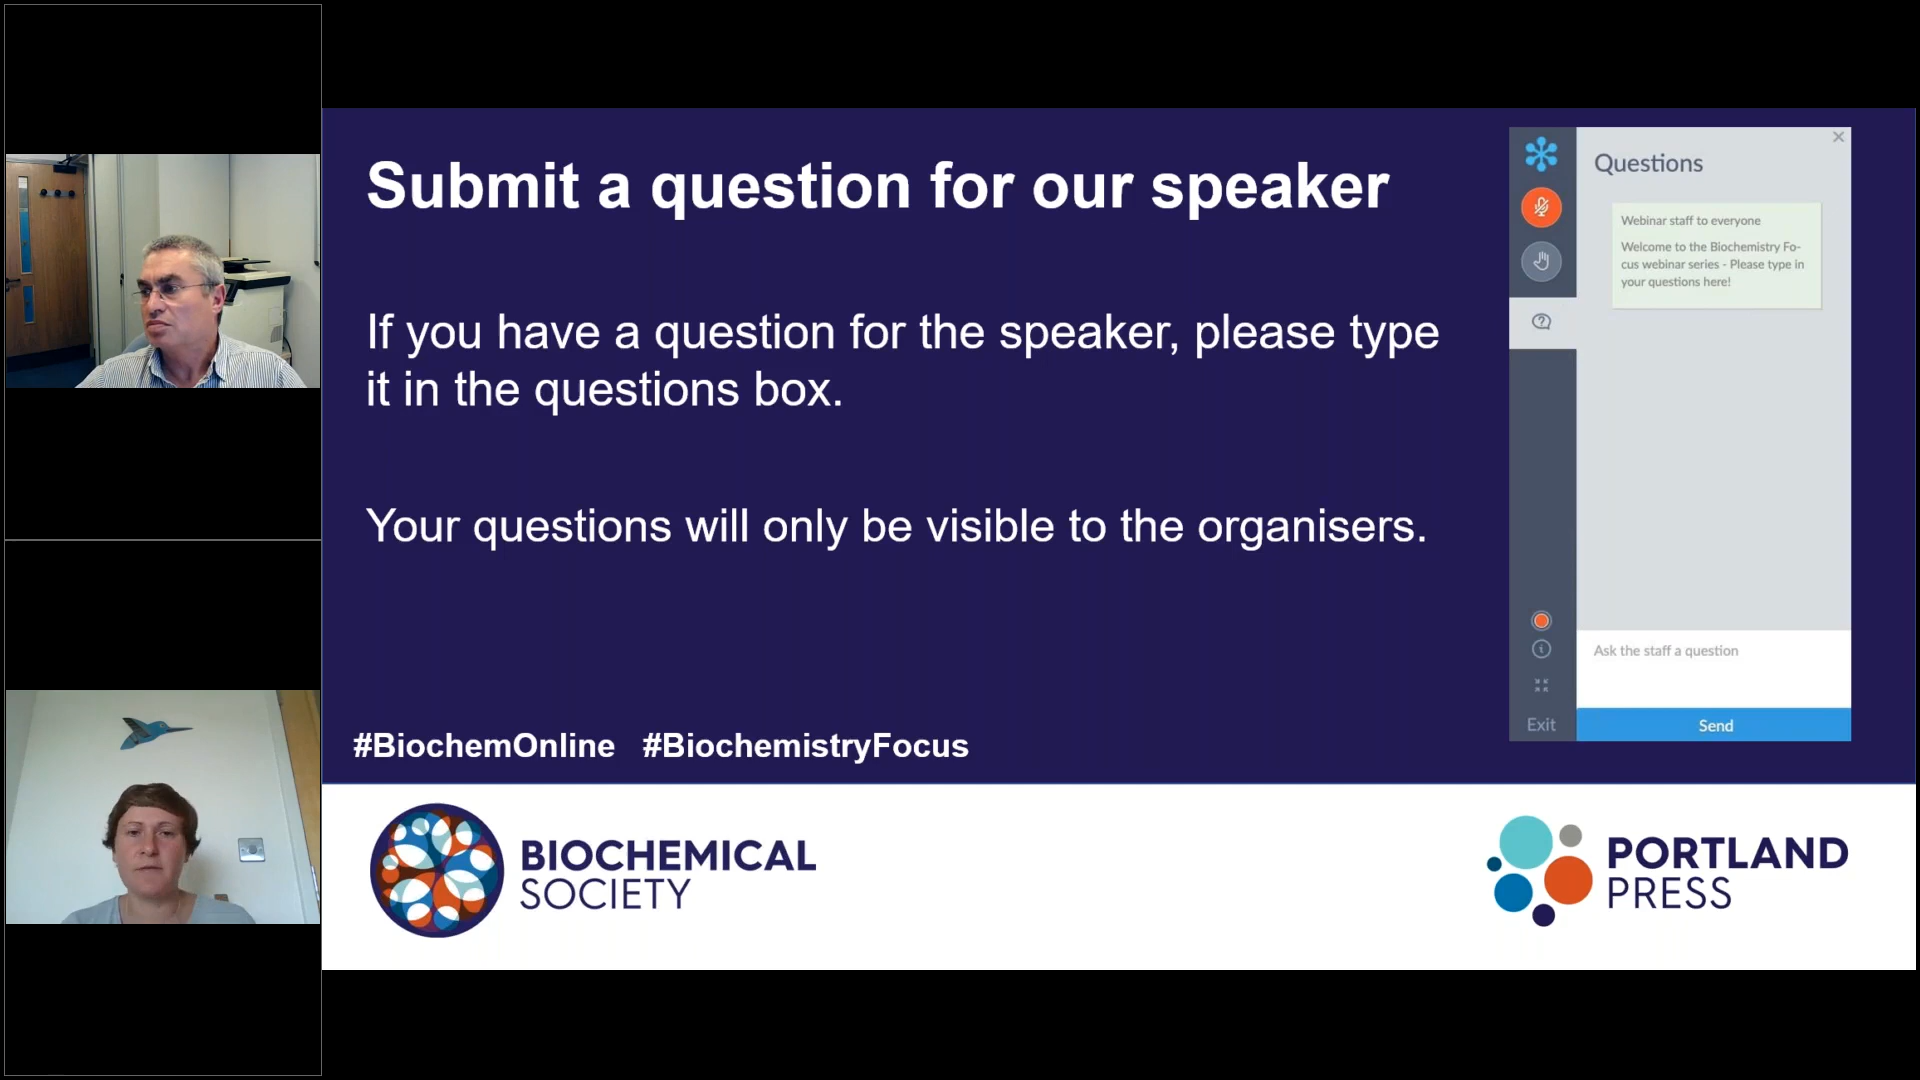 Submit a question for our speaker
If you have a question for the speaker, please type
it in the questions box.
Your questions will only be visible to the organisers.
#BiochemOnline #BiochemistryFocus
Questions
Webinar staff to everyone
Welcome to the Biochemistry Fo-
cus webinar series - Please type in
your questions here!
Ask the staff a question
Exit
Send
BIOCHEMICAL
SOCIETY
PORTLAND
PRESS